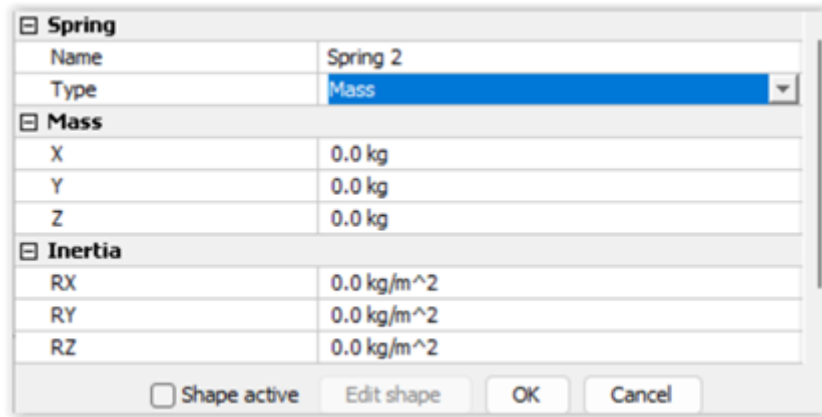 Spring
Name Spring 2
Type Mass
Mass
X 0.0 kg
Y 0.0 kg
Z 0.0 kg
Inertia
RX 0.0 kg/m^2
RY 0.0 kg/m^2
RZ 0.0 kg/m^2
Shape active Edit shape OK Cancel